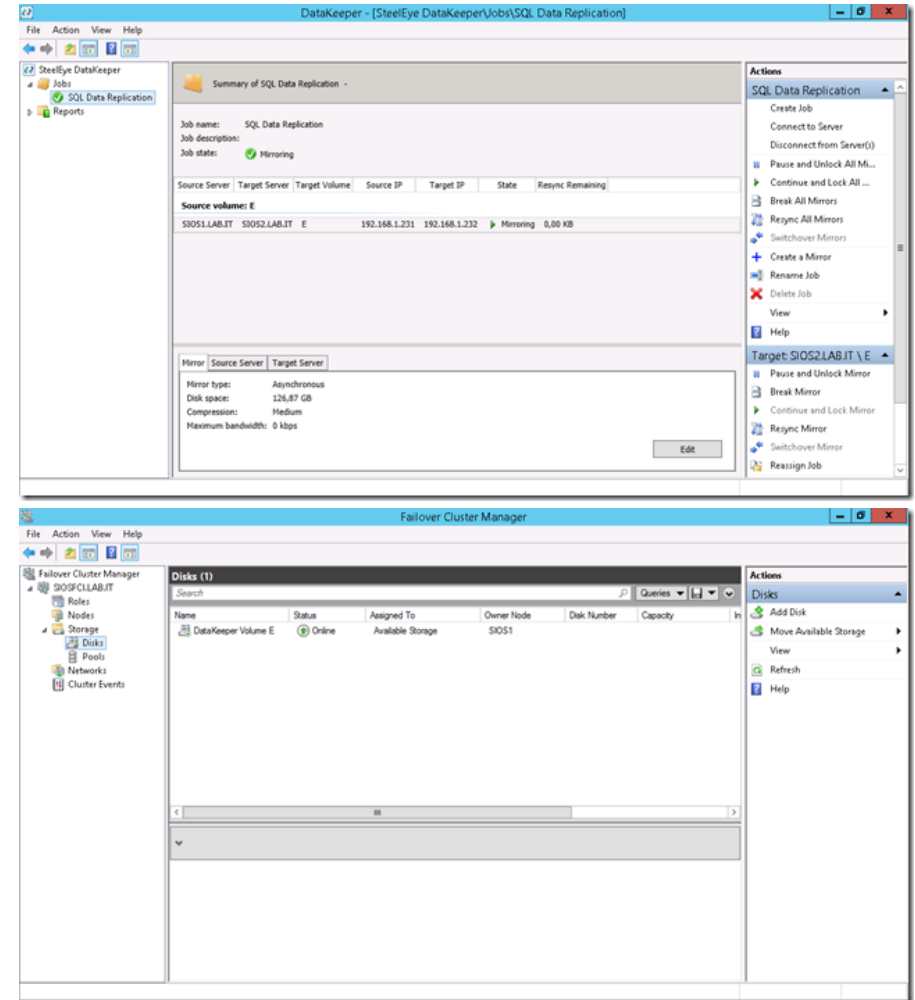 DataKeeper - [SteelEye DataKeeper\Jobs\SQL Data Replication]
File Action View Help
SteelEye DataKeeper
Jobs
SQL Data Replication
Reports
Summary of SQL Data Replication -
Job name: SQL Data Replication
Job description:
Job state: Mirroring
Source Server Target Server Target Volume Source IP Target IP State Resync Remaining
Source volume: E
SIOS1.LAB.IT SIOS2.LAB.IT E 192.168.1.231 192.168.1.232 Mirroring 0,00 KB
Mirror Source Server Target Server
Mirror type: Asynchronous
Disk space: 126,87 GB
Compression: Medium
Maximum bandwidth: 0 kbps
Edit
Actions
SQL Data Replication
Create Job
Connect to Server
Disconnect from Server(s)
Pause and Unlock All Mi...
Continue and Lock All ...
Break All Mirrors
Resync All Mirrors
Switchover Mirrors
Create a Mirror
Rename Job
Delete Job
View
Help
Target: SIOS2.LAB.IT \ E
Pause and Unlock Mirror
Break Mirror
Continue and Lock Mirror
Resync Mirror
Switchover Mirror
Reassign Job
Failover Cluster Manager
File Action View Help
Failover Cluster Manager
SIOSFCI.LAB.IT
Roles
Nodes
Storage
Disks
Pools
Networks
Cluster Events
Disks (1)
Search Queries
Name Status Assigned To Owner Node Disk Number Capacity In
DataKeeper Volume E Online Available Storage SIOS1
Actions
Disks
Add Disk
Move Available Storage
View
Refresh
Help